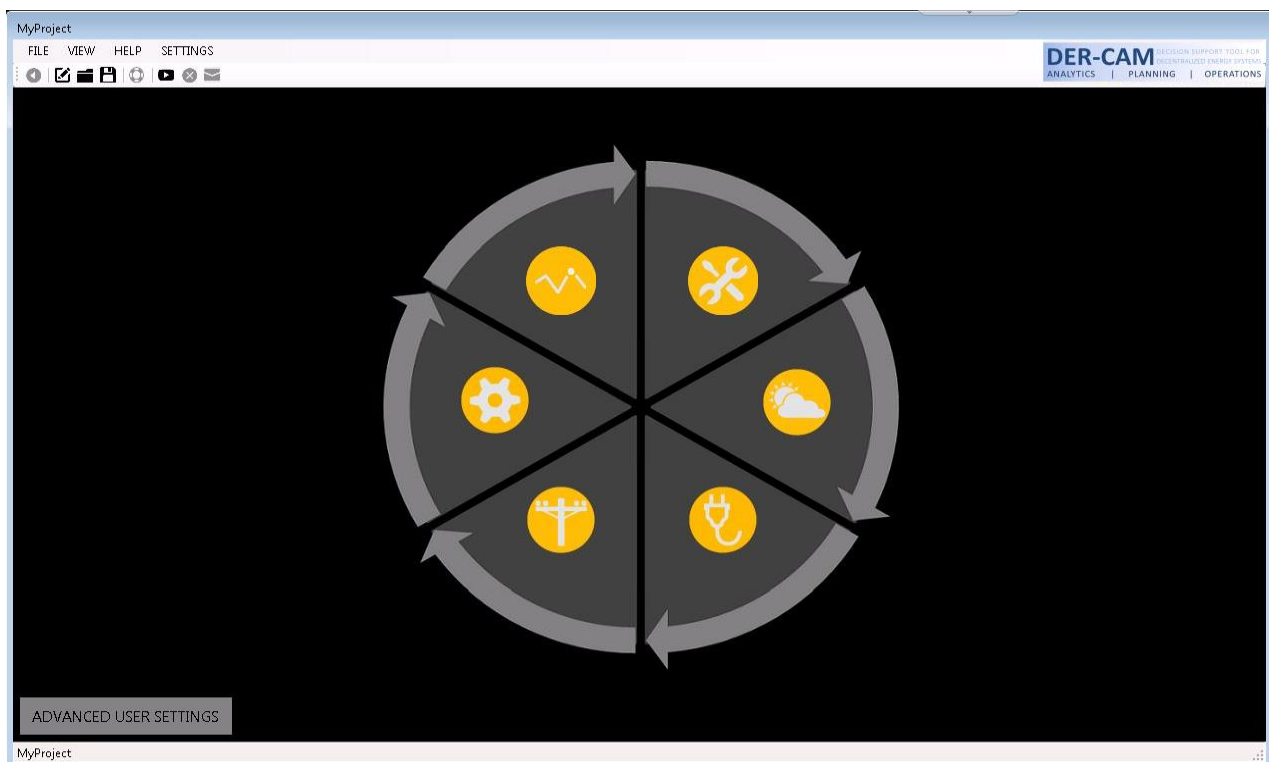 MyProject
FILE VIEW HELP SETTINGS
DER-CAM DECISION SUPPORT TOOL FOR
DECENTRALIZED ENERGY SYSTEMS
ANALYTICS | PLANNING | OPERATIONS
ADVANCED USER SETTINGS
MyProject